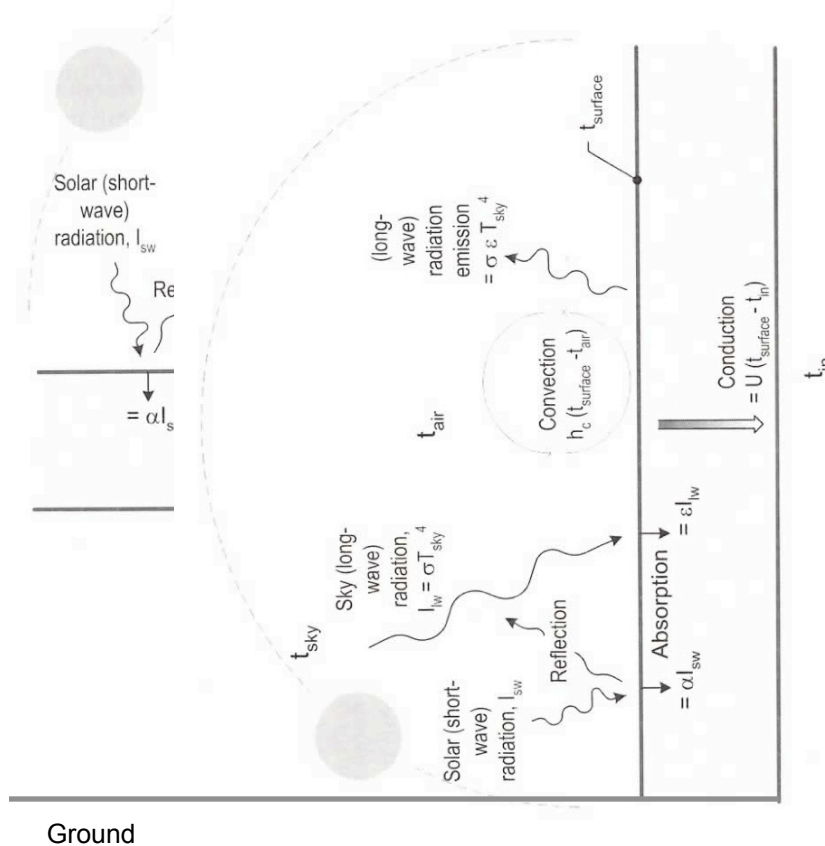 Solar (short-
wave)
radiation, I_sw
Re
= αI_s
t_surface
(long-
wave)
radiation
emission
= σ ε T_sky^4
Convection
h_c (t_surface -t_air)
Conduction
= U (t_surface - t_in)
t_in
t_air
Sky (long-
wave)
radiation,
I_lw = σT_sky^4
t_sky
Reflection
Absorption
= εI_lw
Solar (short-
wave)
radiation, I_sw
= αI_sw
Ground